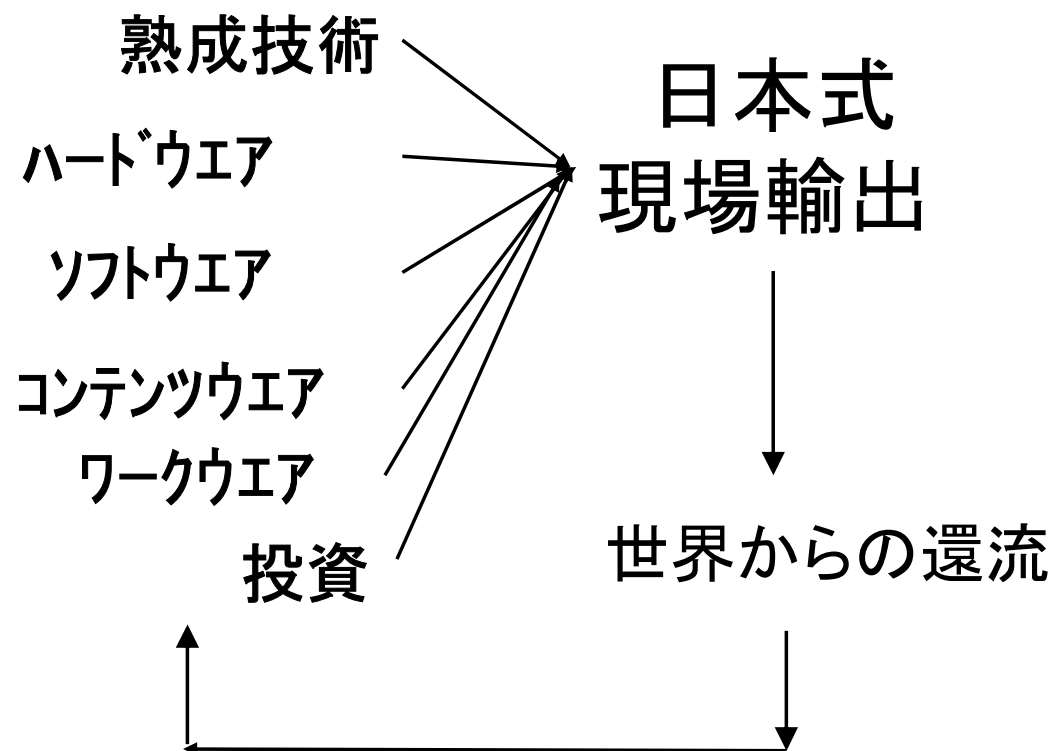 熟成技術
ハードウエア
ソフトウエア
コンテンツウエア
ワークウエア
投資
日本式
現場輸出
世界からの還流